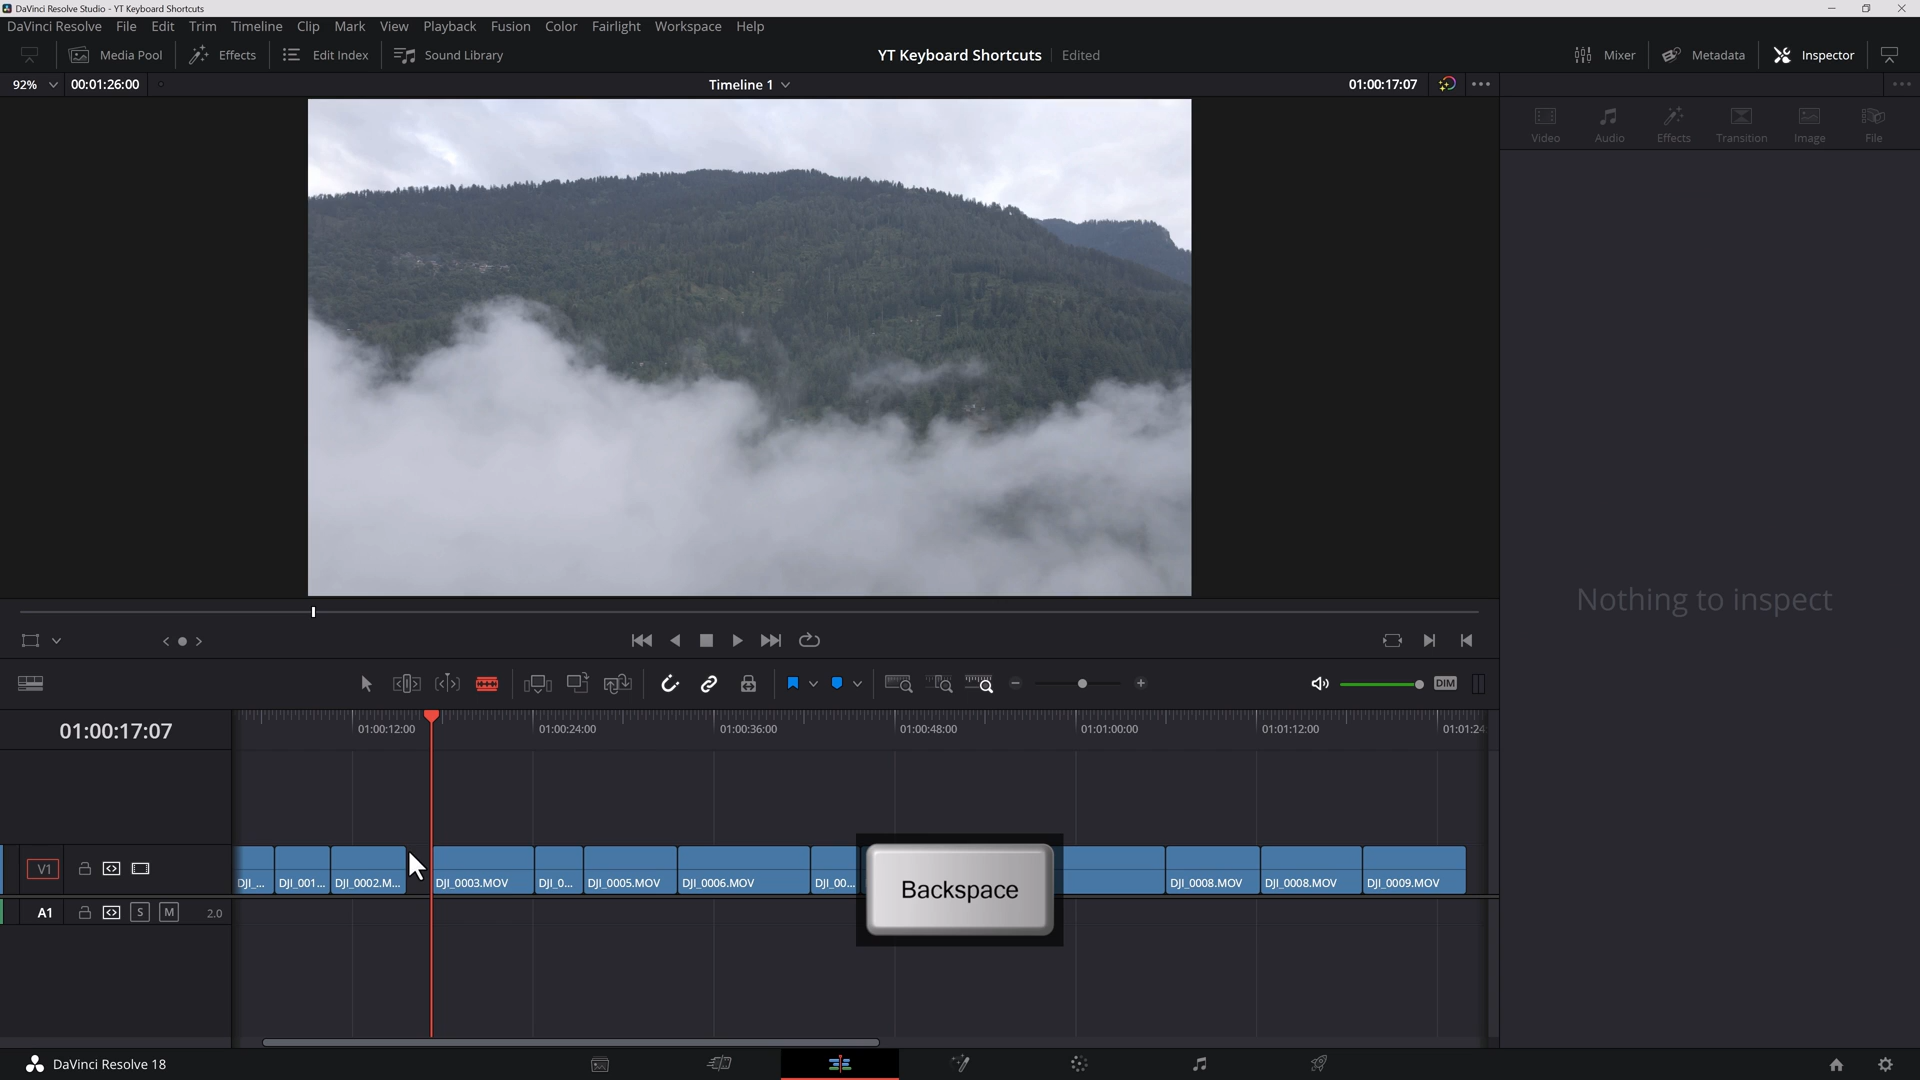 DaVinci Resolve Studio - YT Keyboard Shortcuts
DaVinci Resolve File Edit Trim Timeline Clip Mark View Playback Fusion Color Fairlight Workspace Help
Media Pool Effects Edit Index Sound Library YT Keyboard Shortcuts Edited Mixer Metadata Inspector
92% 00:01:26:00 Timeline 1 01:00:17:07
Video Audio Effects Transition Image File
Nothing to inspect
DIM
01:00:17:07 01:00:12:00 01:00:24:00 01:00:36:00 01:00:48:00 01:01:00:00 01:01:12:00 01:01:24
V1
DJI_... DJI_001... DJI_0002.M... DJI_0003.MOV DJI_0... DJI_0005.MOV DJI_0006.MOV DJI_00... DJI_0008.MOV DJI_0008.MOV DJI_0009.MOV
Backspace
A1 S M 2.0
DaVinci Resolve 18